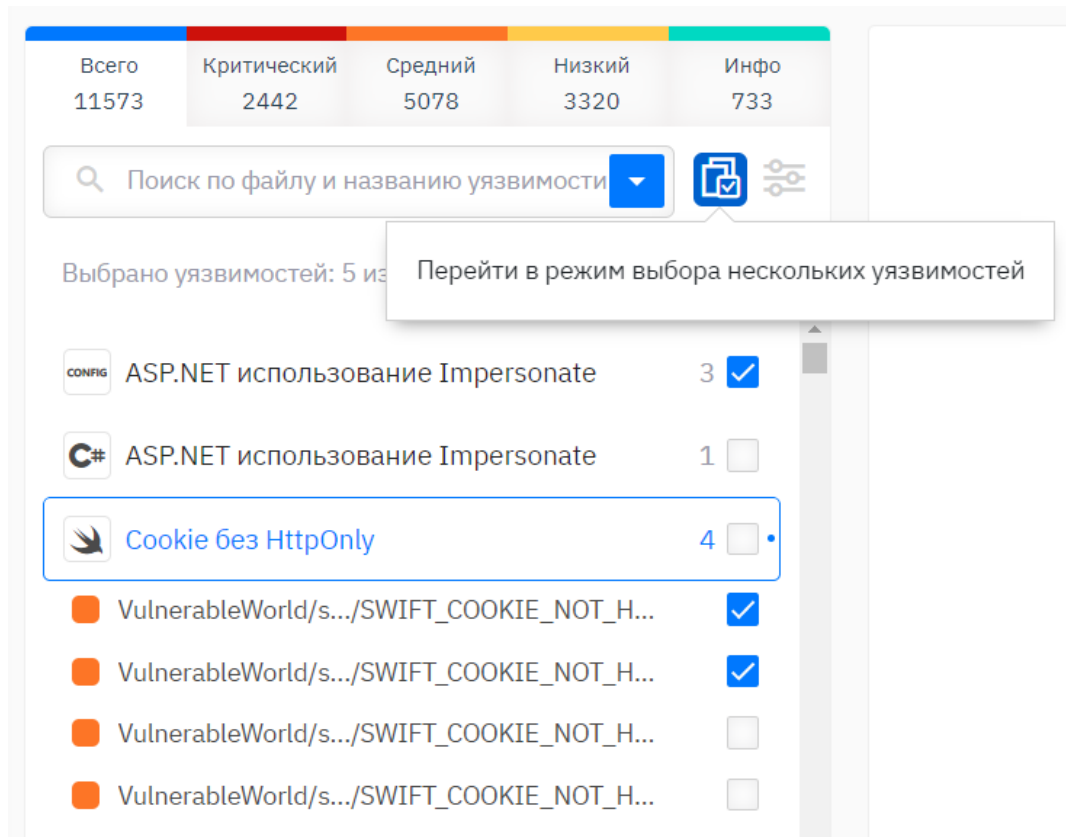 Всего Критический Средний Низкий Инфо
11573 2442 5078 3320 733
Поиск по файлу и названию уязвимости
Перейти в режим выбора нескольких уязвимостей
Выбрано уязвимостей: 5 из
CONFIG ASP.NET использование Impersonate 3
C# ASP.NET использование Impersonate 1
Cookie без HttpOnly 4
VulnerableWorld/s.../SWIFT_COOKIE_NOT_H...
VulnerableWorld/s.../SWIFT_COOKIE_NOT_H...
VulnerableWorld/s.../SWIFT_COOKIE_NOT_H...
VulnerableWorld/s.../SWIFT_COOKIE_NOT_H...